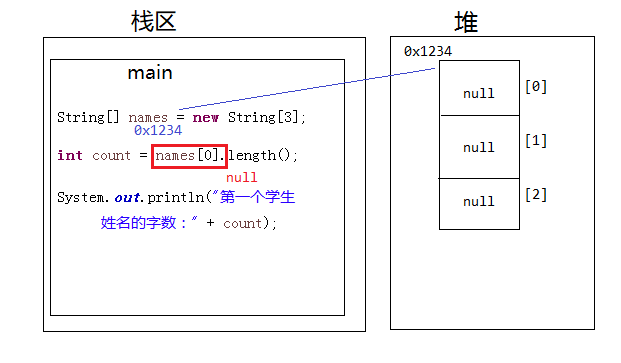 栈区
堆
main
0x1234
String[] names = new String[3];
0x1234
int count = names[0].length();
null
System.out.println("第一个学生
姓名的字数：" + count);
null
[0]
null
[1]
null
[2]